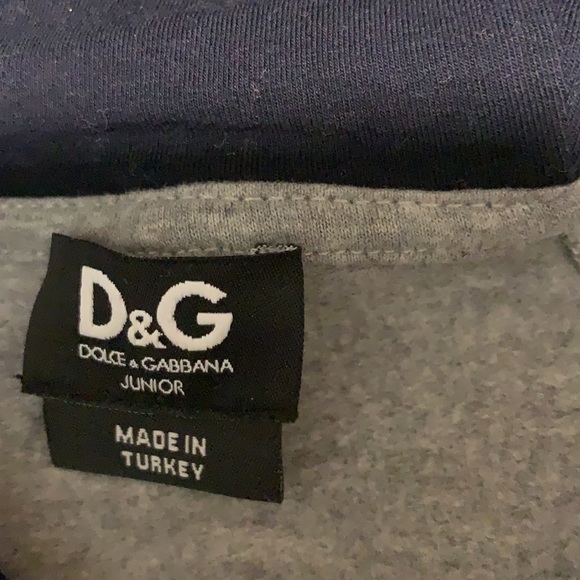 D&G
DOLCE & GABBANA
JUNIOR
MADE IN
TURKEY